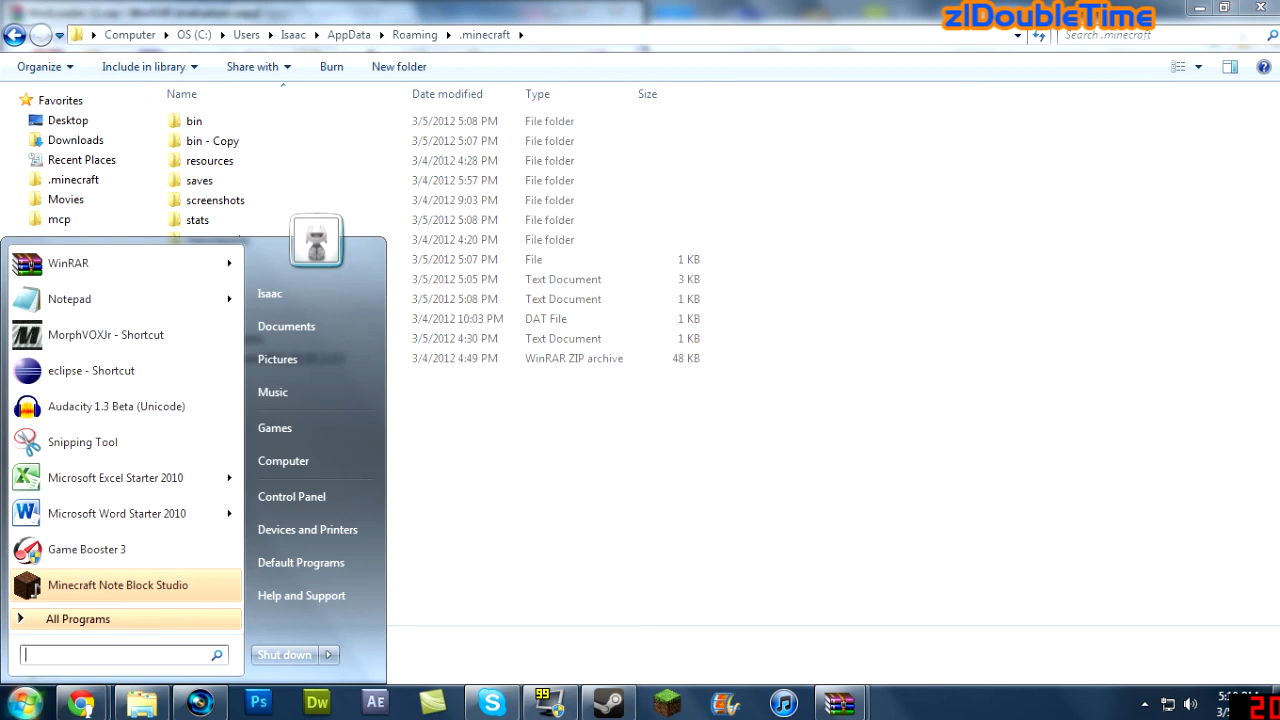 zIDoubleTime
Computer OS (C:) Users Isaac AppData Roaming .minecraft
Search .minecraft
Organize Include in library Share with Burn New folder
Name Date modified Type Size
Favorites
Desktop
Downloads
Recent Places
.minecraft
Movies
mcp
bin 3/5/2012 5:08 PM File folder
bin - Copy 3/5/2012 5:07 PM File folder
resources 3/4/2012 4:28 PM File folder
saves 3/4/2012 5:57 PM File folder
screenshots 3/4/2012 9:03 PM File folder
stats 3/5/2012 5:08 PM File folder
3/4/2012 4:20 PM File folder
3/5/2012 5:07 PM File 1 KB
3/5/2012 5:05 PM Text Document 3 KB
3/5/2012 5:08 PM Text Document 1 KB
3/4/2012 10:03 PM DAT File 1 KB
3/5/2012 4:30 PM Text Document 1 KB
3/4/2012 4:49 PM WinRAR ZIP archive 48 KB
WinRAR
Notepad
MorphVOXJr - Shortcut
eclipse - Shortcut
Audacity 1.3 Beta (Unicode)
Snipping Tool
Microsoft Excel Starter 2010
Microsoft Word Starter 2010
Game Booster 3
Minecraft Note Block Studio
All Programs
Isaac
Documents
Pictures
Music
Games
Computer
Control Panel
Devices and Printers
Default Programs
Help and Support
Shut down
Ps Dw Ae
99
20